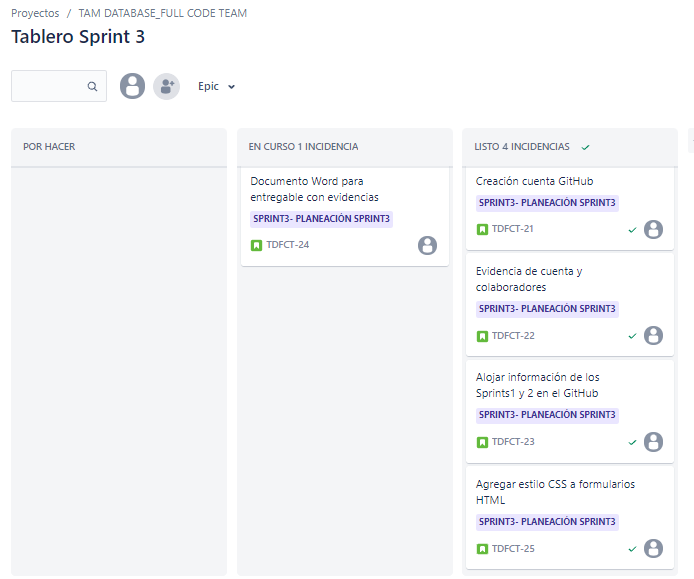 Proyectos / TAM DATABASE_FULL CODE TEAM
Tablero Sprint 3
Epic
POR HACER
EN CURSO 1 INCIDENCIA
Documento Word para
entregable con evidencias
SPRINT3- PLANEACIÓN SPRINT3
TDFCT-24
LISTO 4 INCIDENCIAS
Creación cuenta GitHub
SPRINT3- PLANEACIÓN SPRINT3
TDFCT-21
Evidencia de cuenta y
colaboradores
SPRINT3- PLANEACIÓN SPRINT3
TDFCT-22
Alojar información de los
Sprints1 y 2 en el GitHub
SPRINT3- PLANEACIÓN SPRINT3
TDFCT-23
Agregar estilo CSS a formularios
HTML
SPRINT3- PLANEACIÓN SPRINT3
TDFCT-25